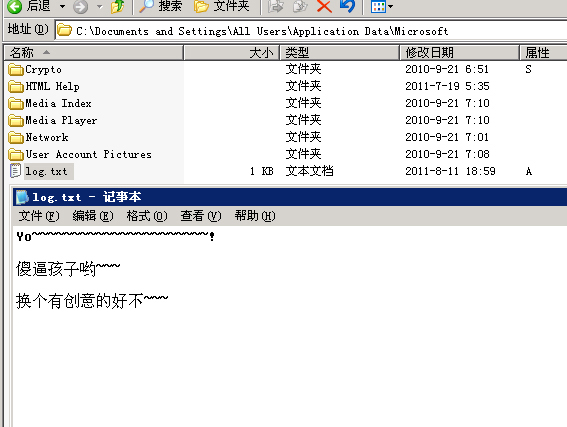 后退 搜索 文件夹
地址(D) C:\Documents and Settings\All Users\Application Data\Microsoft
名称 大小 类型 修改日期 属性
Crypto 文件夹 2010-9-21 6:51 S
HTML Help 文件夹 2011-7-19 5:35
Media Index 文件夹 2010-9-21 7:10
Media Player 文件夹 2010-9-21 7:10
Network 文件夹 2010-9-21 7:01
User Account Pictures 文件夹 2010-9-21 7:08
log.txt 1 KB 文本文档 2011-8-11 18:59 A
log.txt - 记事本
文件(F) 编辑(E) 格式(O) 查看(V) 帮助(H)
Yo~~~~~~~~~~~~~~~~~~~~~~!
傻逼孩子哟~~~
换个有创意的好不~~~